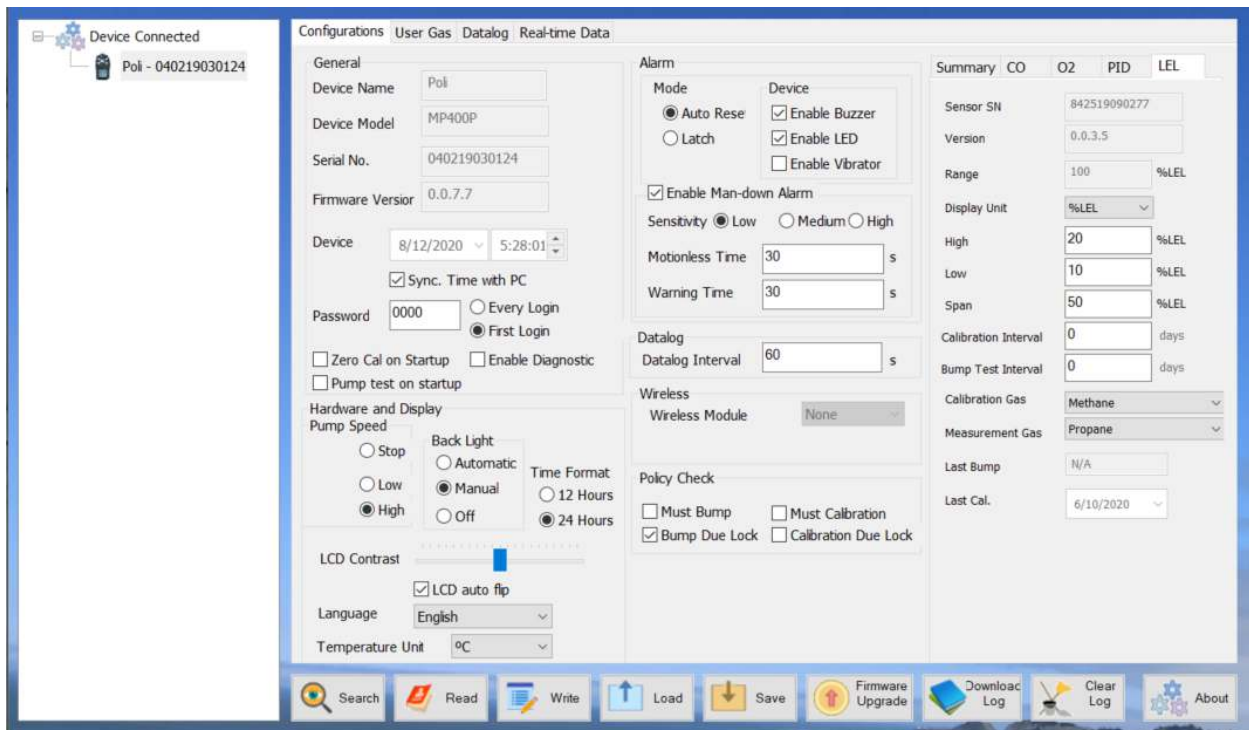 Device Connected
Poli - 040219030124
Configurations User Gas Datalog Real-time Data
General
Device Name Poli
Device Model MP400P
Serial No. 040219030124
Firmware Versior 0.0.7.7
Device 8/12/2020 5:28:01
Sync. Time with PC
Password 0000 Every Login
First Login
Zero Cal on Startup Enable Diagnostic
Pump test on startup
Hardware and Display
Pump Speed
Stop
Low
High
Back Light
Automatic
Manual
Off
Time Format
12 Hours
24 Hours
LCD Contrast
LCD auto flip
Language English
Temperature Unit ºC
Alarm
Mode
Auto Rese
Latch
Device
Enable Buzzer
Enable LED
Enable Vibrator
Enable Man-down Alarm
Sensitivity Low Medium High
Motionless Time 30 s
Warning Time 30 s
Datalog
Datalog Interval 60 s
Wireless
Wireless Module None
Policy Check
Must Bump Must Calibration
Bump Due Lock Calibration Due Lock
Summary CO O2 PID LEL
Sensor SN 842519090277
Version 0.0.3.5
Range 100 %LEL
Display Unit %LEL
High 20 %LEL
Low 10 %LEL
Span 50 %LEL
Calibration Interval 0 days
Bump Test Interval 0 days
Calibration Gas Methane
Measurement Gas Propane
Last Bump N/A
Last Cal. 6/10/2020
Search
Read
Write
Load
Save
Firmware
Upgrade
Download
Log
Clear
Log
About